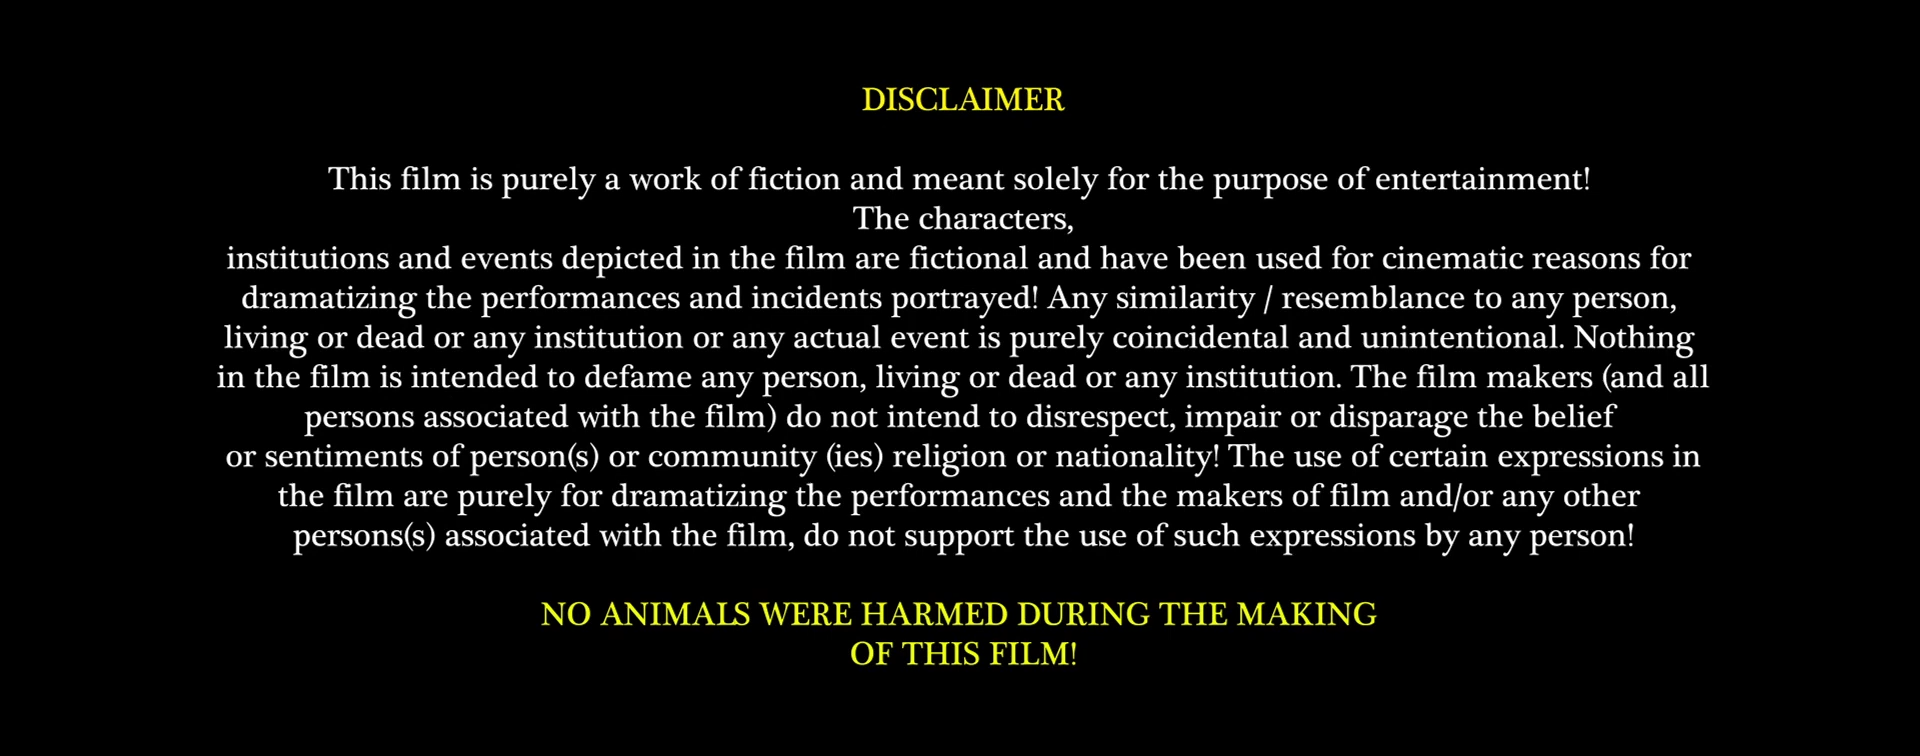 DISCLAIMER
This film is purely a work of fiction and meant solely for the purpose of entertainment!
The characters,
institutions and events depicted in the film are fictional and have been used for cinematic reasons for
dramatizing the performances and incidents portrayed! Any similarity / resemblance to any person,
living or dead or any institution or any actual event is purely coincidental and unintentional. Nothing
in the film is intended to defame any person, living or dead or any institution. The film makers (and all
persons associated with the film) do not intend to disrespect, impair or disparage the belief
or sentiments of person(s) or community (ies) religion or nationality! The use of certain expressions in
the film are purely for dramatizing the performances and the makers of film and/or any other
persons(s) associated with the film, do not support the use of such expressions by any person!
NO ANIMALS WERE HARMED DURING THE MAKING
OF THIS FILM!